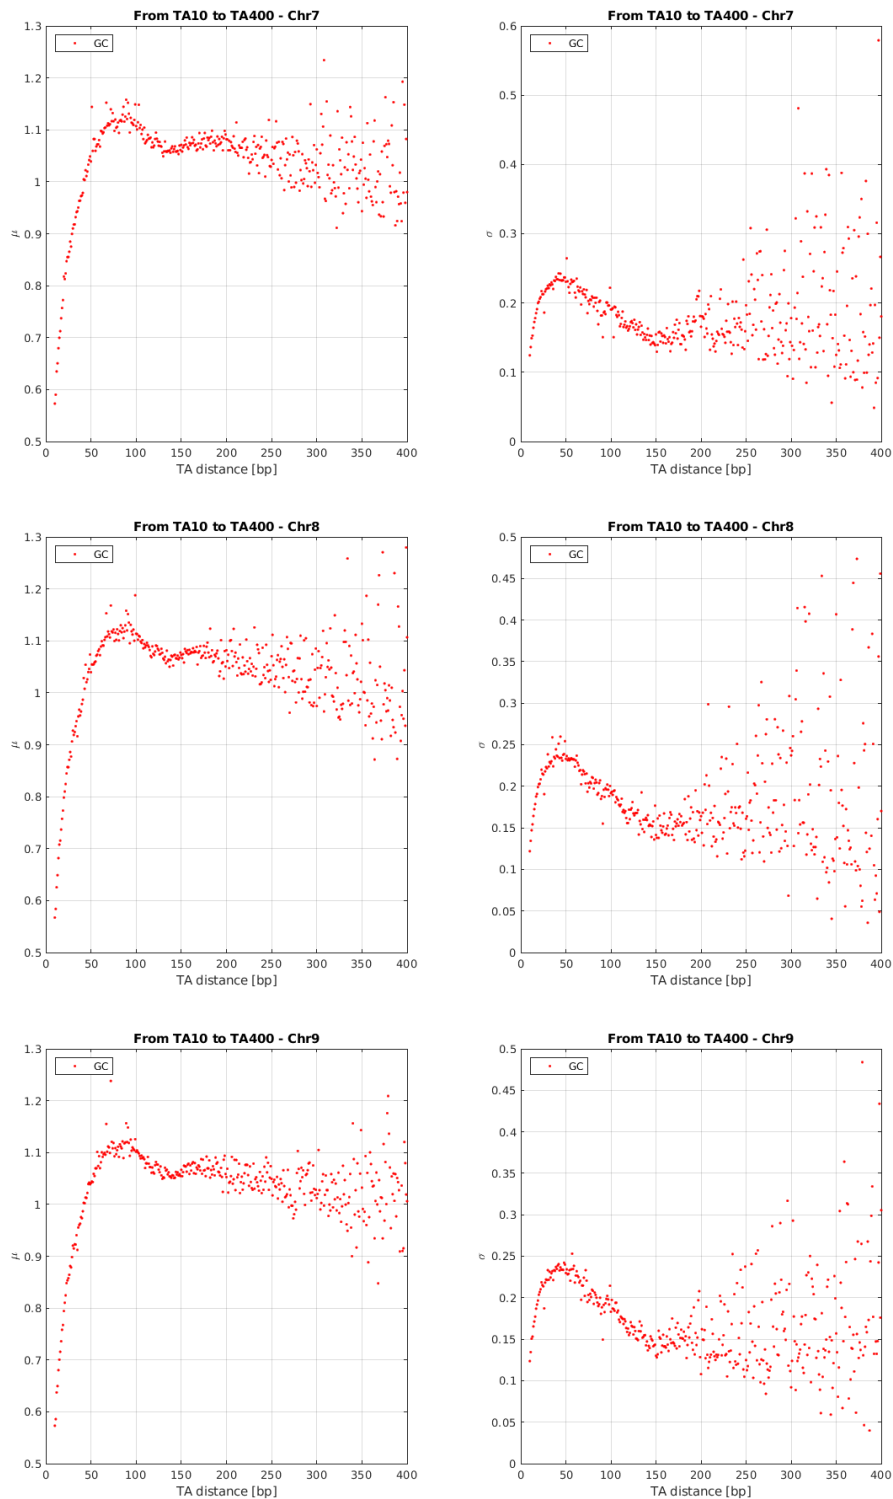 From TA10 to TA400 - Chr7
GC
μ
1.3
1.2
1.1
1
0.9
0.8
0.7
0.6
0.5
0 50 100 150 200 250 300 350 400
TA distance [bp]
From TA10 to TA400 - Chr7
GC
σ
0.6
0.5
0.4
0.3
0.2
0.1
0
0 50 100 150 200 250 300 350 400
TA distance [bp]
From TA10 to TA400 - Chr8
GC
μ
1.3
1.2
1.1
1
0.9
0.8
0.7
0.6
0.5
0 50 100 150 200 250 300 350 400
TA distance [bp]
From TA10 to TA400 - Chr8
GC
σ
0.5
0.45
0.4
0.35
0.3
0.25
0.2
0.15
0.1
0.05
0
0 50 100 150 200 250 300 350 400
TA distance [bp]
From TA10 to TA400 - Chr9
GC
μ
1.3
1.2
1.1
1
0.9
0.8
0.7
0.6
0.5
0 50 100 150 200 250 300 350 400
TA distance [bp]
From TA10 to TA400 - Chr9
GC
σ
0.5
0.45
0.4
0.35
0.3
0.25
0.2
0.15
0.1
0.05
0
0 50 100 150 200 250 300 350 400
TA distance [bp]